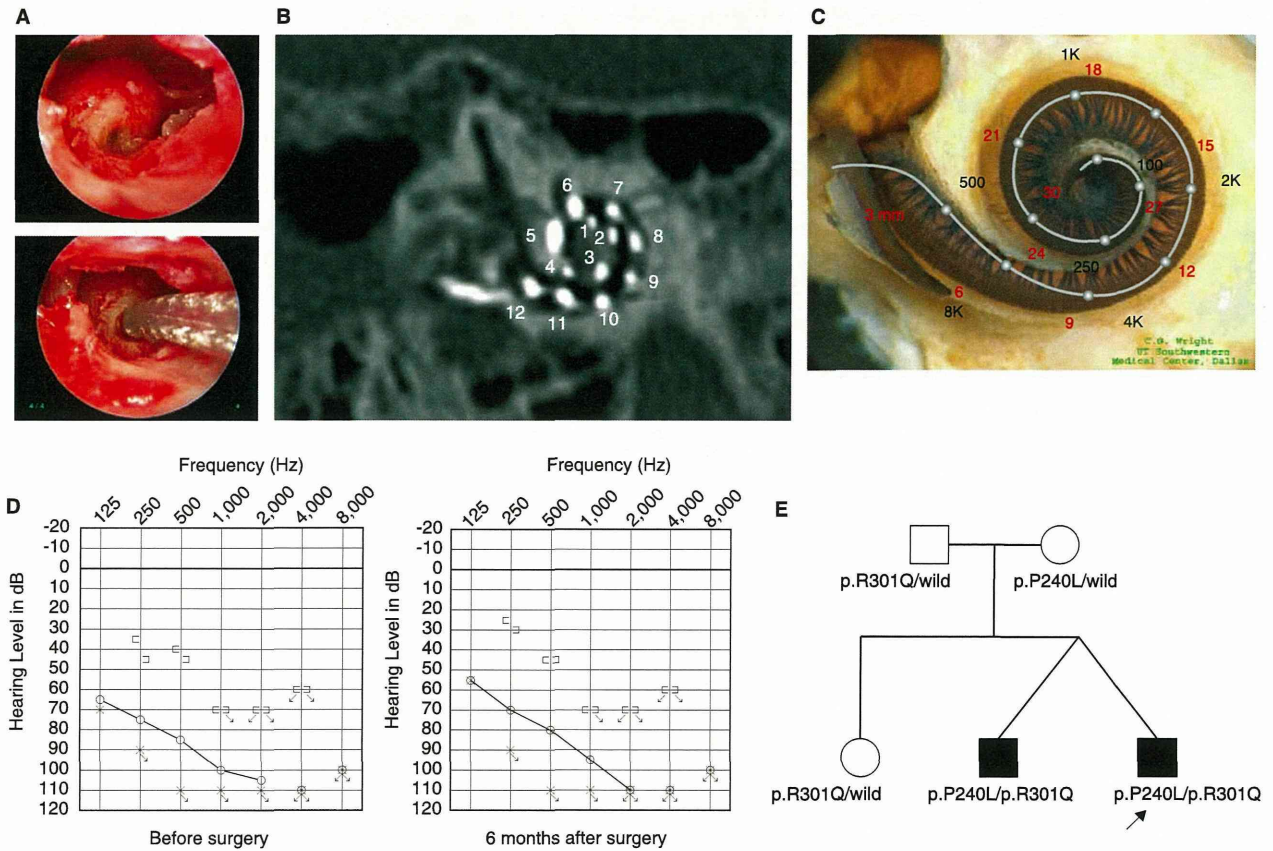 A
B
C
6
7
1
2
5
8
4
3
9
12
11
10
1K
18
21
15
100
2K
500
30
27
3 mm
24
250
12
6
8K
9
4K
C.G. Wright
UT Southwestern
Medical Center, Dallas
D
Frequency (Hz)
125 250 500 1,000 2,000 4,000 8,000
Hearing Level in dB
-20
-10
0
10
20
30
40
50
60
70
80
90
100
110
120
Before surgery
Frequency (Hz)
125 250 500 1,000 2,000 4,000 8,000
Hearing Level in dB
-20
-10
0
10
20
30
40
50
60
70
80
90
100
110
120
6 months after surgery
E
p.R301Q/wild p.P240L/wild
p.R301Q/wild p.P240L/p.R301Q p.P240L/p.R301Q